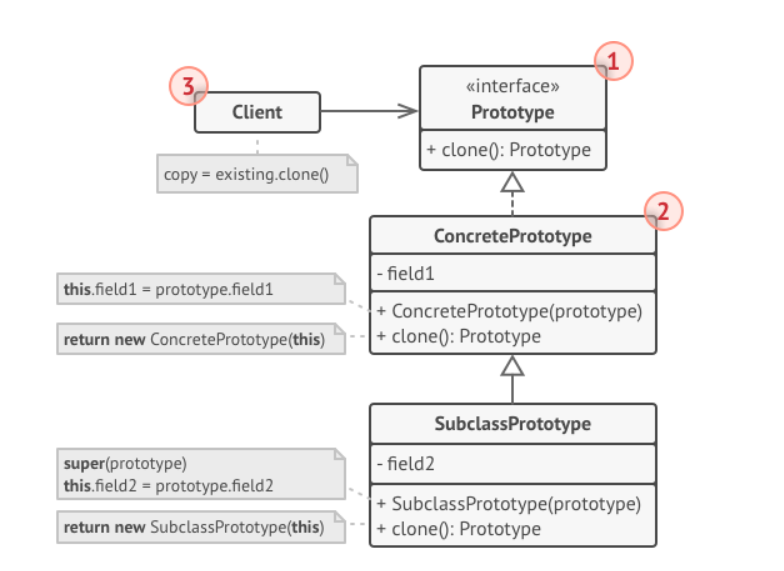 1
3
«interface»
Prototype
Client
+ clone(): Prototype
copy = existing.clone()
2
ConcretePrototype
- field1
this.field1 = prototype.field1
+ ConcretePrototype(prototype)
return new ConcretePrototype(this)
+ clone(): Prototype
SubclassPrototype
- field2
super(prototype)
this.field2 = prototype.field2
+ SubclassPrototype(prototype)
return new SubclassPrototype(this)
+ clone(): Prototype